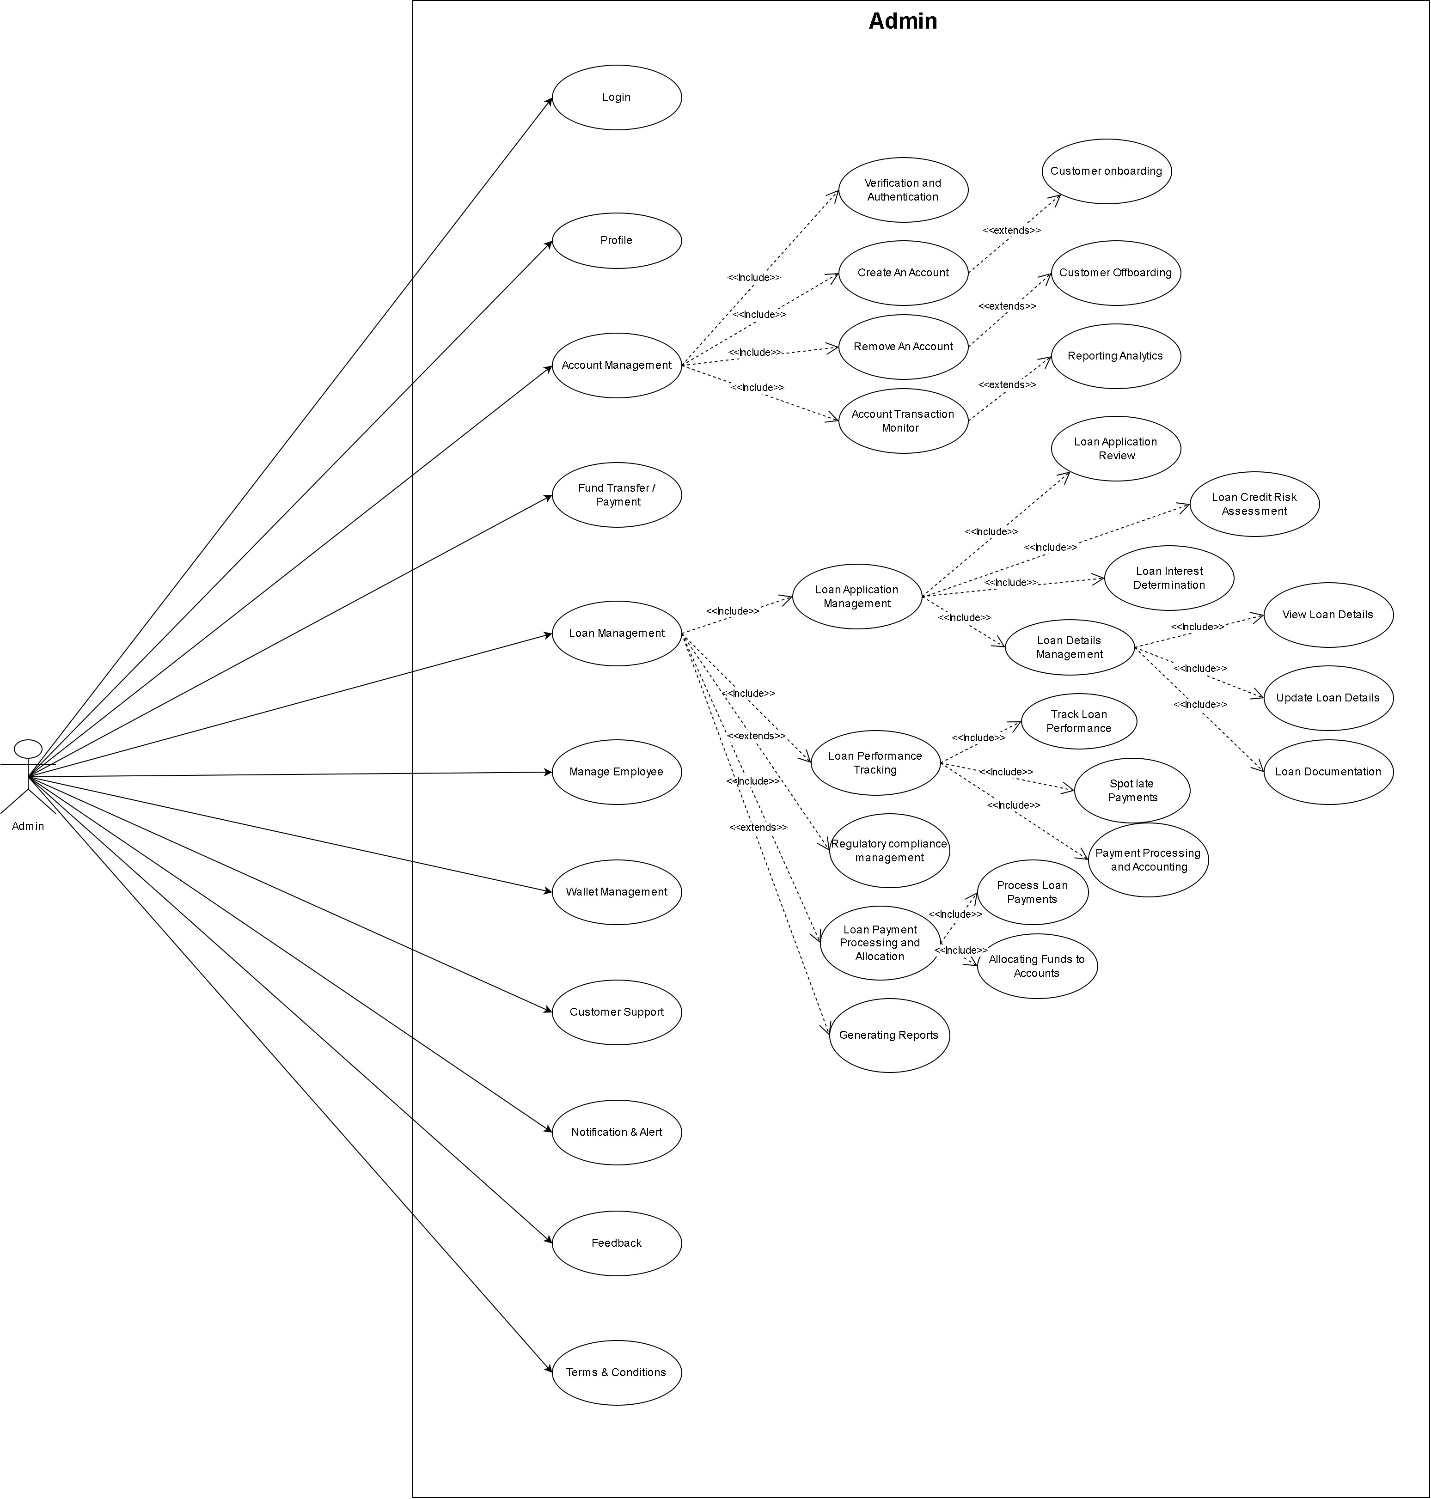 Admin
Login
Customer onboarding
Verification and
Authentication
<<extends>>
Profile
<<Include>>
Create An Account
Customer Offboarding
<<Include>>
<<extends>>
Account Management
<<Include>>
Remove An Account
Reporting Analytics
<<Include>>
<<extends>>
Account Transaction
Monitor
Loan Application
Review
Fund Transfer /
Payment
Loan Credit Risk
Assessment
<<Include>>
<<Include>>
Loan Interest
Determination
Loan Application
Management
<<Include>>
<<Include>>
<<Include>>
Loan Management
Loan Details
Management
<<Include>>
View Loan Details
<<Include>>
Update Loan Details
<<Include>>
Loan Documentation
<<Include>>
<<extends>>
<<Include>>
<<extends>>
Loan Performance
Tracking
<<Include>>
Track Loan
Performance
<<Include>>
Spot late
Payments
<<Include>>
Payment Processing
and Accounting
Manage Employee
Admin
Regulatory compliance
management
Wallet Management
Process Loan
Payments
<<Include>>
Loan Payment
Processing and
Allocation
<<Include>>
Allocating Funds to
Accounts
Customer Support
Generating Reports
Notification & Alert
Feedback
Terms & Conditions